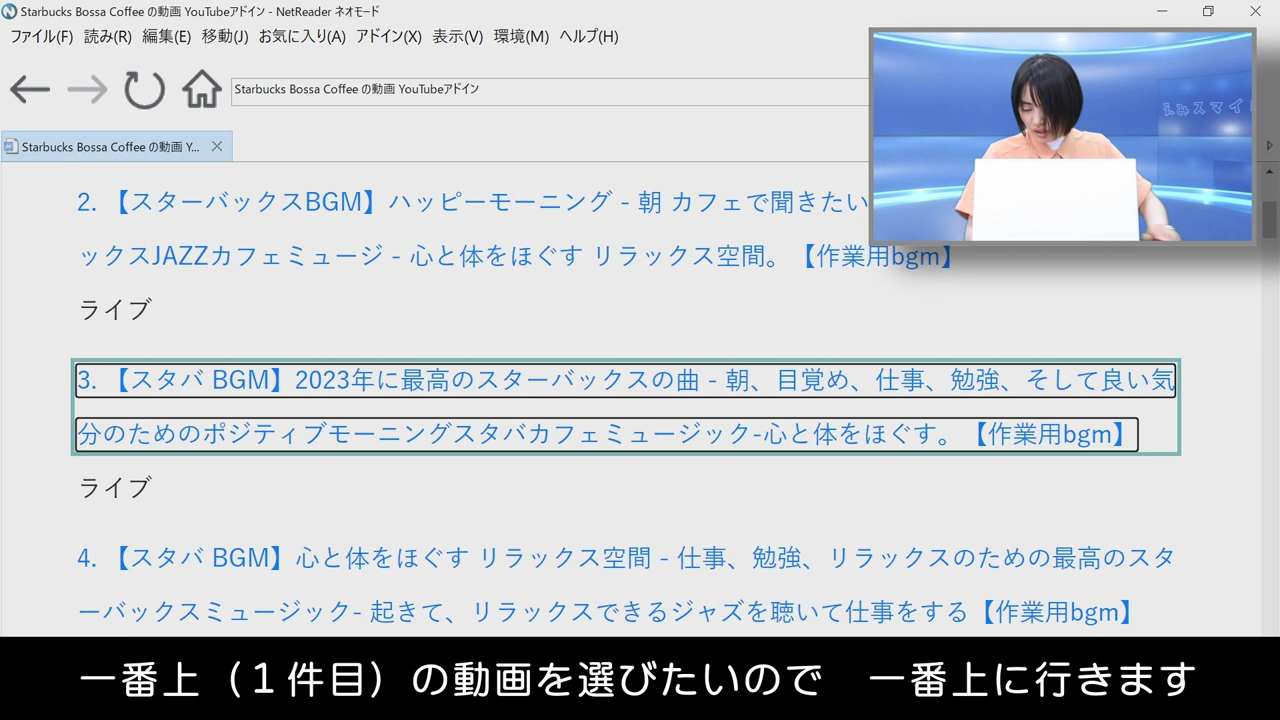 Starbucks Bossa Coffee の動画 YouTubeアドイン - NetReader ネオモード
ファイル(F) 読み(R) 編集(E) 移動(J) お気に入り(A) アドイン(X) 表示(V) 環境(M) ヘルプ(H)
Starbucks Bossa Coffee の動画 YouTubeアドイン
Starbucks Bossa Coffee の動画 Y...
えみスマイ
2. 【スターバックスBGM】ハッピーモーニング - 朝 カフェで聞きたい
ックスJAZZカフェミュージ - 心と体をほぐす リラックス空間。【作業用bgm】
ライブ
3. 【スタバ BGM】2023年に最高のスターバックスの曲 - 朝、目覚め、仕事、勉強、そして良い気
分のためのポジティブモーニングスタバカフェミュージック-心と体をほぐす。【作業用bgm】
ライブ
4. 【スタバ BGM】心と体をほぐす リラックス空間 - 仕事、勉強、リラックスのための最高のスタ
ーバックスミュージック- 起きて、リラックスできるジャズを聴いて仕事をする【作業用bgm】
一番上（１件目）の動画を選びたいので　一番上に行きます